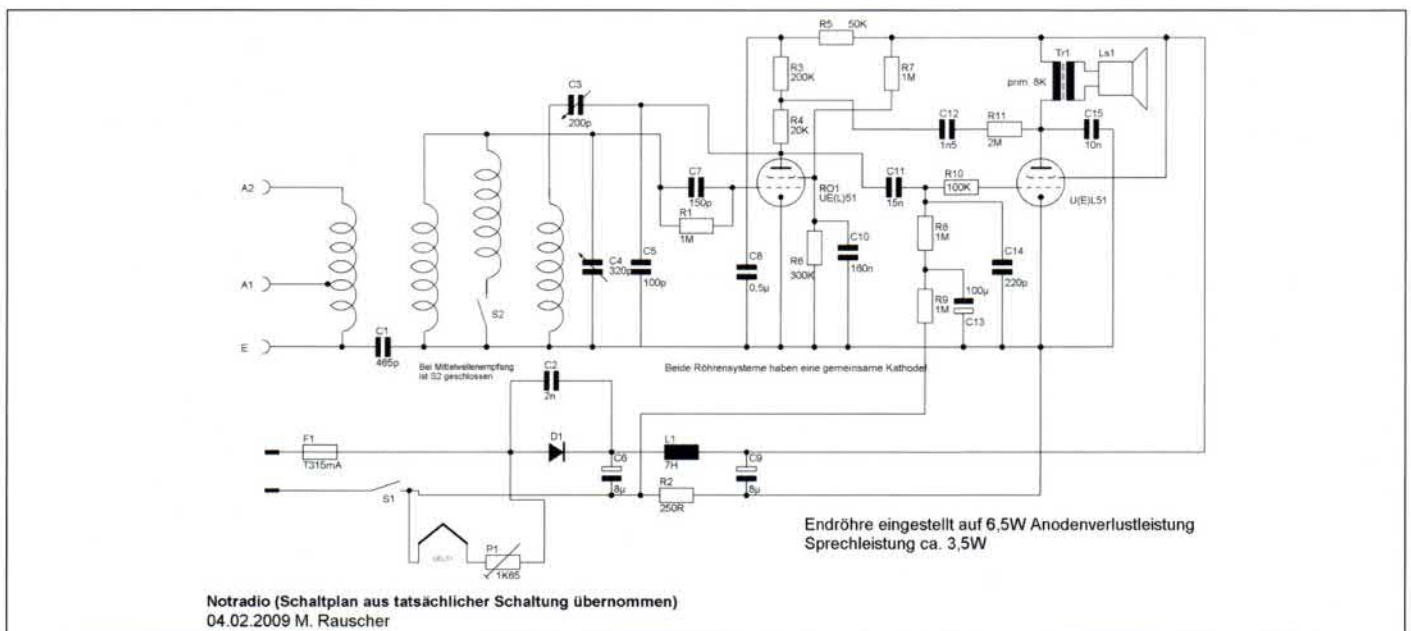 R5 50K
R3
200K
R7
1M
Tr1
Ls1
prim. 8K
C3
200p
R4
20K
C12
1n5
R11
2M
C15
10n
A2
C7
150p
R1
1M
RO1
UE(L)51
C11
15n
R10
100K
U(E)L51
A1
C4
320p
C5
100p
C8
0,5µ
R6
300K
C10
160n
R8
1M
C14
220p
S2
R9
1M
100µ
C13
C1
465p
E
Bei Mittelwellenempfang
ist S2 geschlossen
C2
2n
Beide Röhrensysteme haben eine gemeinsame Kathode!
F1
T315mA
D1
L1
7H
C6
8µ
C9
8µ
R2
250R
S1
P1
1K65
Endröhre eingestellt auf 6,5W Anodenverlustleistung
Sprechleistung ca. 3,5W
Notradio (Schaltplan aus tatsächlicher Schaltung übernommen)
04.02.2009 M. Rauscher